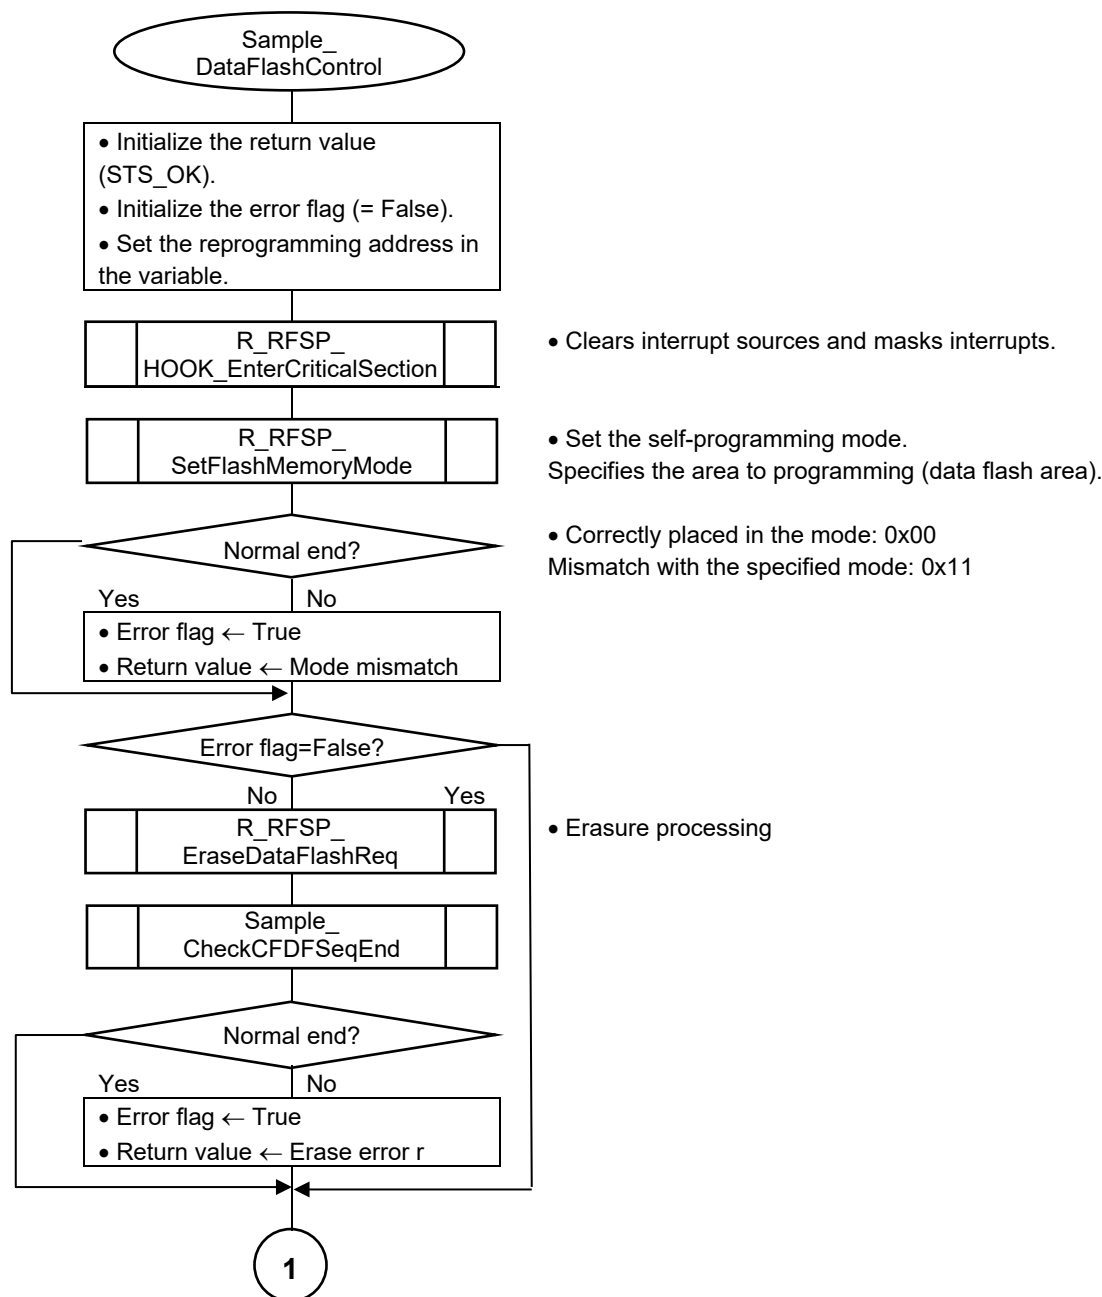 Sample_
DataFlashControl
• Initialize the return value
(STS_OK).
• Initialize the error flag (= False).
• Set the reprogramming address in
the variable.
R_RFSP_
HOOK_EnterCriticalSection
• Clears interrupt sources and masks interrupts.
R_RFSP_
SetFlashMemoryMode
• Set the self-programming mode.
Specifies the area to programming (data flash area).
Normal end?
• Correctly placed in the mode: 0x00
Mismatch with the specified mode: 0x11
Yes No
• Error flag ← True
• Return value ← Mode mismatch
Error flag=False?
No Yes
R_RFSP_
EraseDataFlashReq
• Erasure processing
Sample_
CheckCFDFSeqEnd
Normal end?
Yes No
• Error flag ← True
• Return value ← Erase error r
1